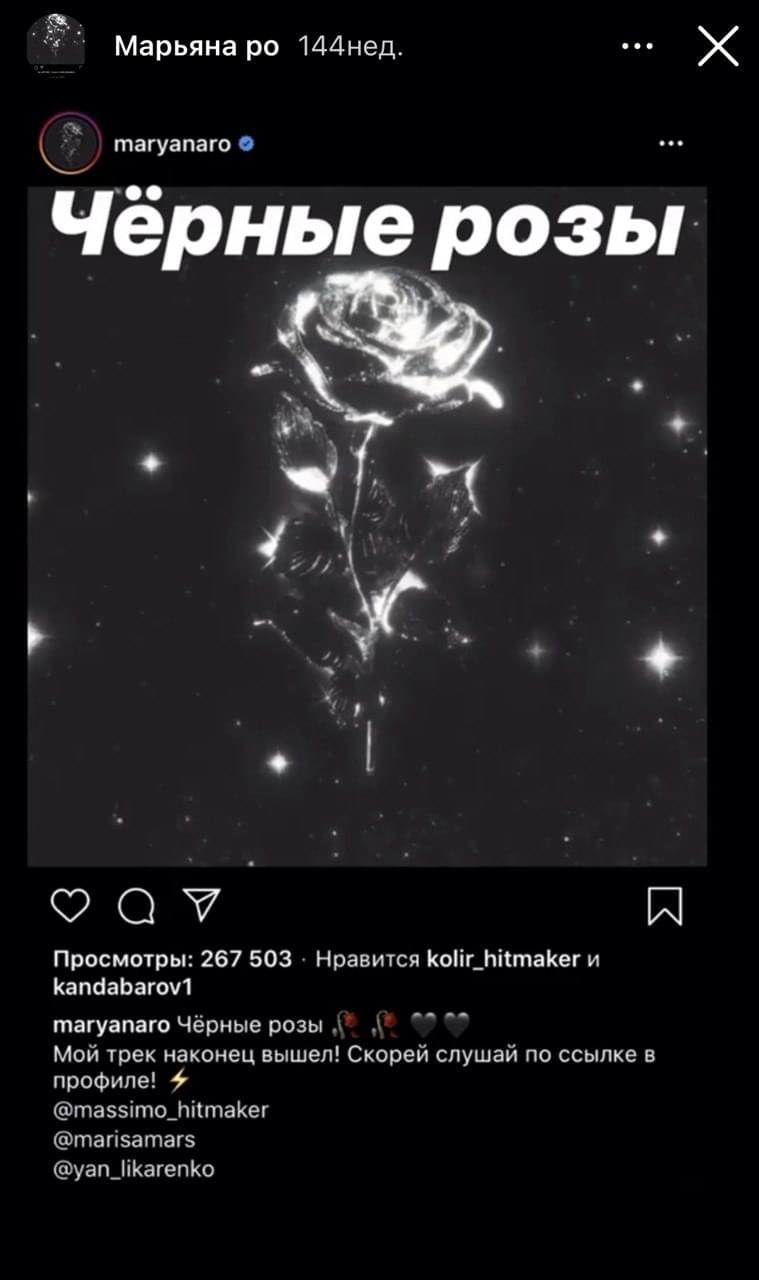 Марьяна ро 144нед.
maryanaro
Чёрные розы
Просмотры: 267 503 · Нравится kolir_hitmaker и
kandabarov1
maryanaro Чёрные розы 🥀 🥀 🖤🖤
Мой трек наконец вышел! Скорей слушай по ссылке в
профиле! ⚡
@massimo_hitmaker
@marisamars
@yan_likarenko